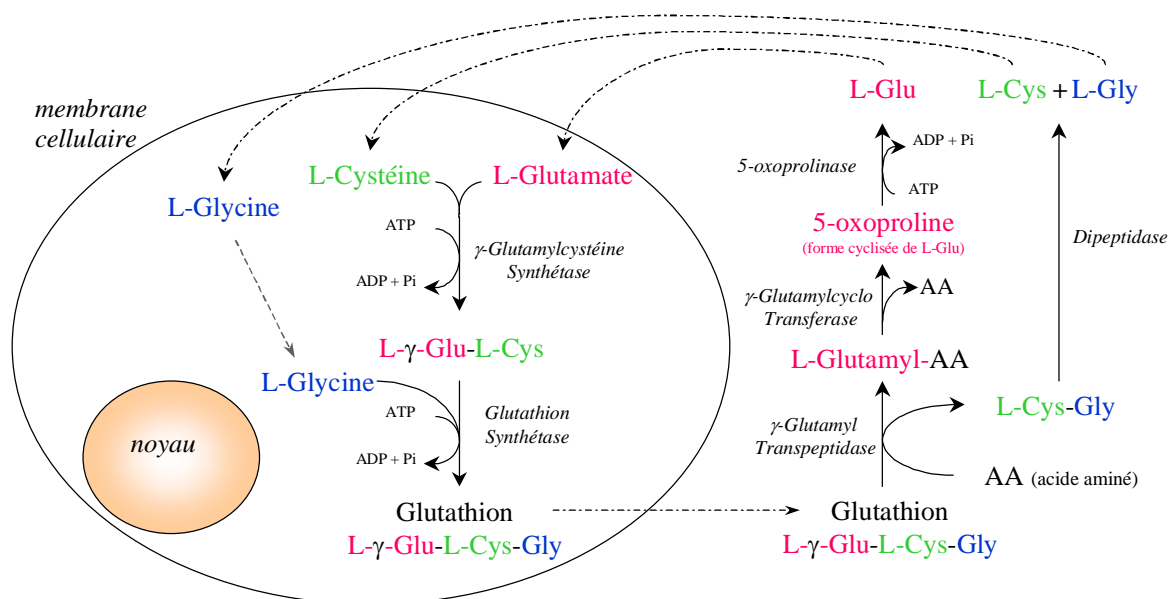 membrane
cellulaire
L-Glycine
L-Cystéine
L-Glutamate
ATP
ADP + Pi
γ-Glutamylcystéine
Synthétase
L-γ-Glu-L-Cys
L-Glycine
ATP
ADP + Pi
Glutathion
Synthétase
noyau
Glutathion
L-γ-Glu-L-Cys-Gly
L-Glu
L-Cys + L-Gly
ADP + Pi
5-oxoprolinase
ATP
5-oxoproline
(forme cyclisée de L-Glu)
Dipeptidase
γ-Glutamylcyclo
Transferase
AA
L-Glutamyl-AA
L-Cys-Gly
γ-Glutamyl
Transpeptidase
AA (acide aminé)
Glutathion
L-γ-Glu-L-Cys-Gly